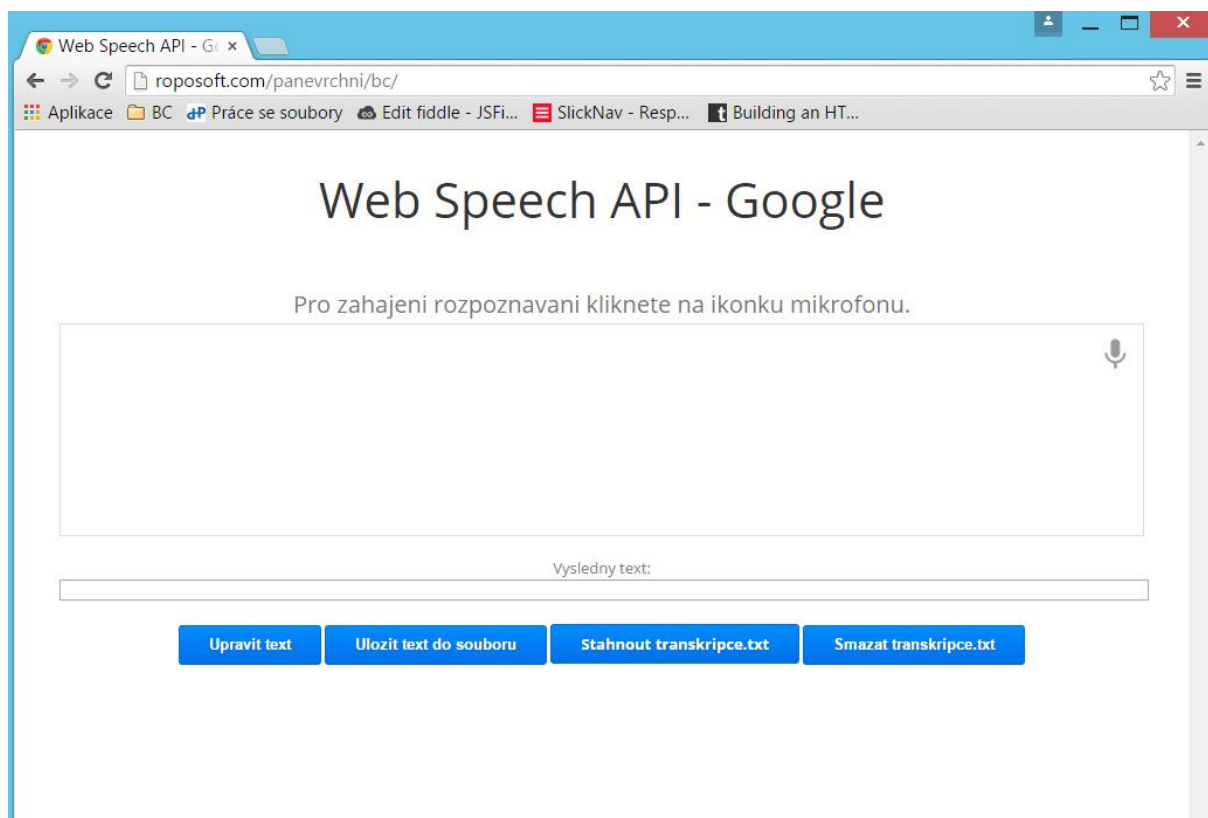 Web Speech API - Go
roposoft.com/panevrchni/bc/
Aplikace BC Práce se soubory Edit fiddle - JSFi... SlickNav - Resp... Building an HT...
Web Speech API - Google
Pro zahajeni rozpoznavani kliknete na ikonku mikrofonu.
Vysledny text:
Upravit text Ulozit text do souboru Stahnout transkripce.txt Smazat transkripce.txt